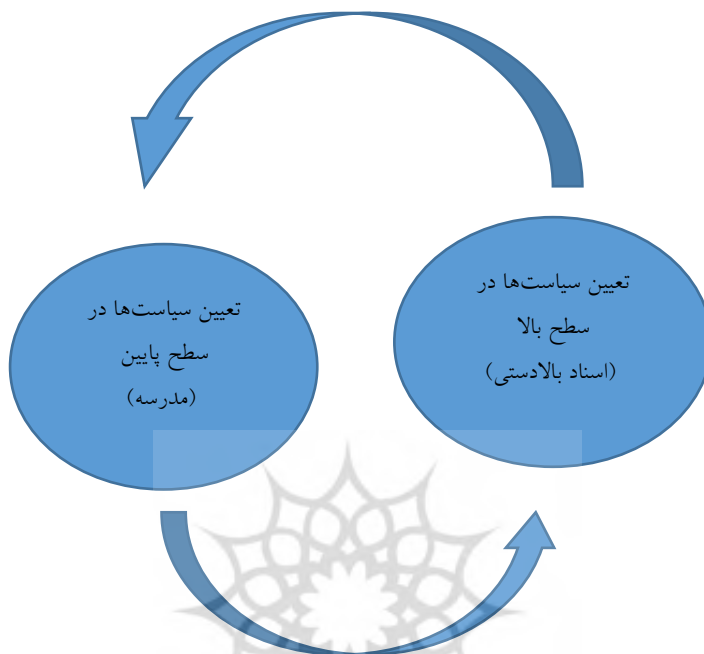 تعیین سیاست‌ها در
سطح بالا
(اسناد بالادستی)
تعیین سیاست‌ها در
سطح پایین
(مدرسه)